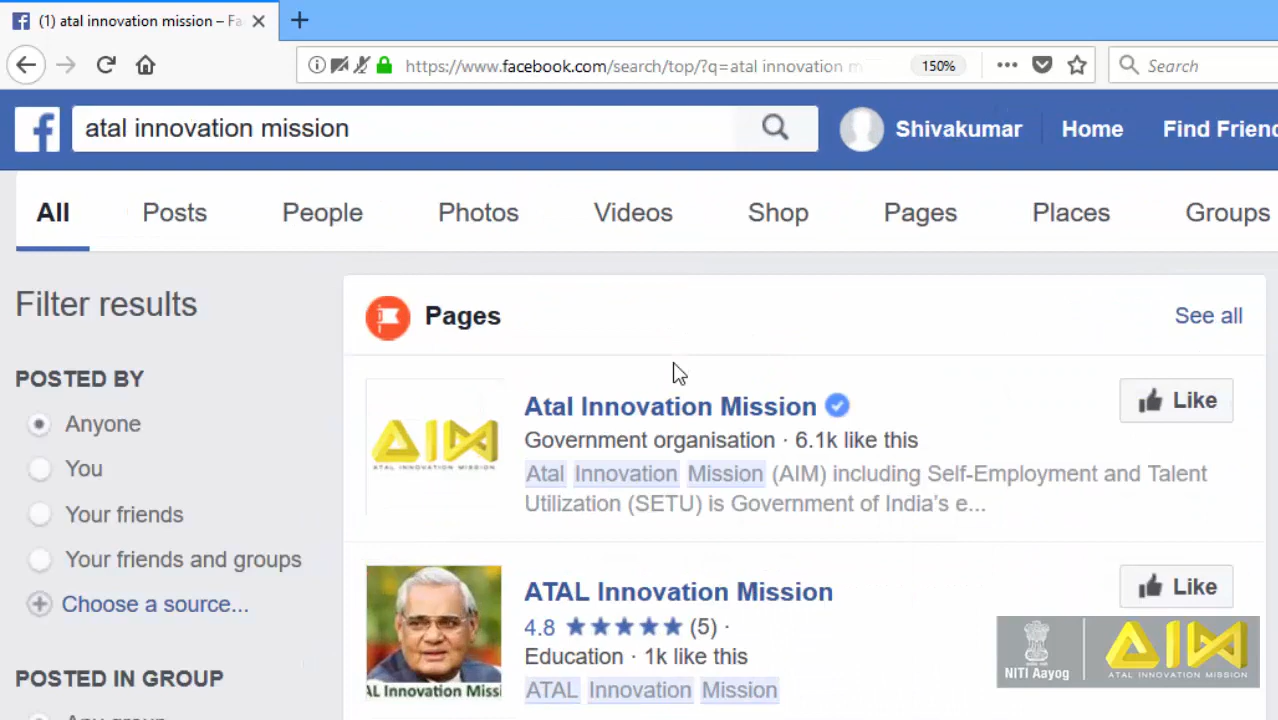 (1) atal innovation mission – Fa
https://www.facebook.com/search/top/?q=atal innovation m
150%
Search
atal innovation mission
Shivakumar
Home
Find Friend
All
Posts
People
Photos
Videos
Shop
Pages
Places
Groups
Filter results
POSTED BY
Anyone
You
Your friends
Your friends and groups
Choose a source...
POSTED IN GROUP
Pages
See all
AIM
ATAL INNOVATION MISSION
Atal Innovation Mission
Like
Government organisation · 6.1k like this
Atal Innovation Mission (AIM) including Self-Employment and Talent
Utilization (SETU) is Government of India's e...
AL Innovation Missi
ATAL Innovation Mission
Like
4.8 ★★★★★ (5) ·
Education · 1k like this
ATAL Innovation Mission
NITI Aayog
AIM
ATAL INNOVATION MISSION